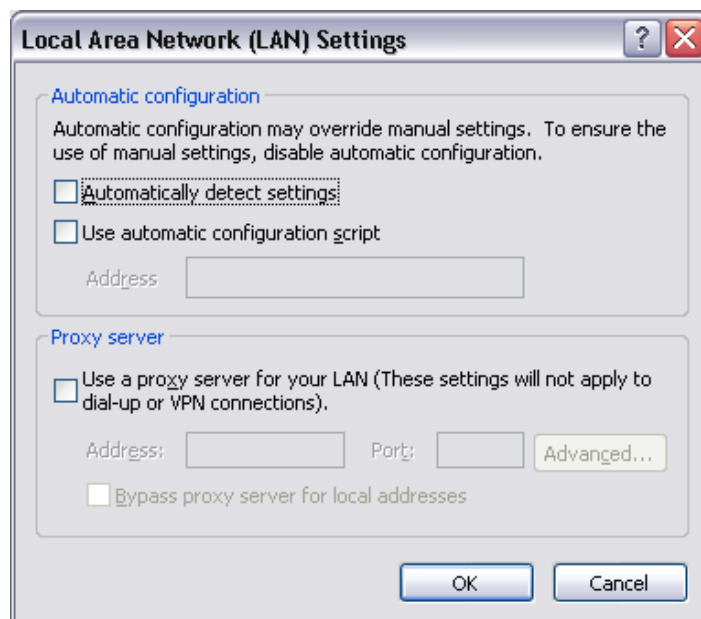 Local Area Network (LAN) Settings
?
Automatic configuration
Automatic configuration may override manual settings.  To ensure the
use of manual settings, disable automatic configuration.
Automatically detect settings
Use automatic configuration script
Address
Proxy server
Use a proxy server for your LAN (These settings will not apply to
dial-up or VPN connections).
Address: Port: Advanced...
Bypass proxy server for local addresses
OK Cancel